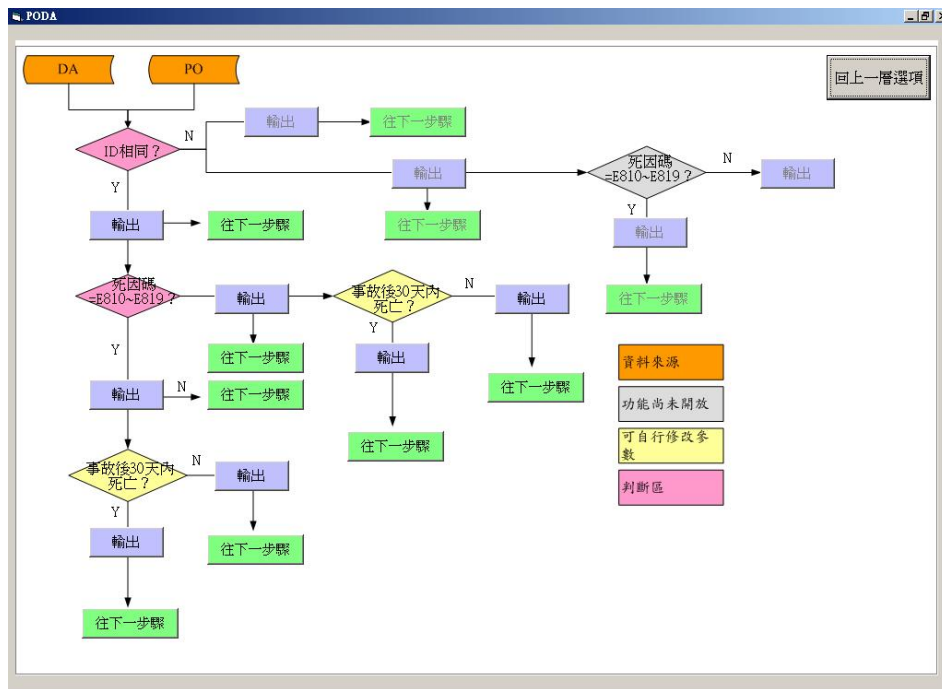 PODA
DA
PO
回上一層選項
輸出
往下一步驟
N
ID相同？
死因碼
=E810~E819？
N
輸出
輸出
Y
Y
往下一步驟
輸出
輸出
往下一步驟
死因碼
=E810~E819？
事故後30天內
死亡？
N
輸出
輸出
往下一步驟
Y
Y
往下一步驟
輸出
資料來源
輸出
N
往下一步驟
往下一步驟
功能尚未開放
可自行修改參
數
往下一步驟
事故後30天內
死亡？
N
輸出
判斷區
Y
輸出
往下一步驟
往下一步驟